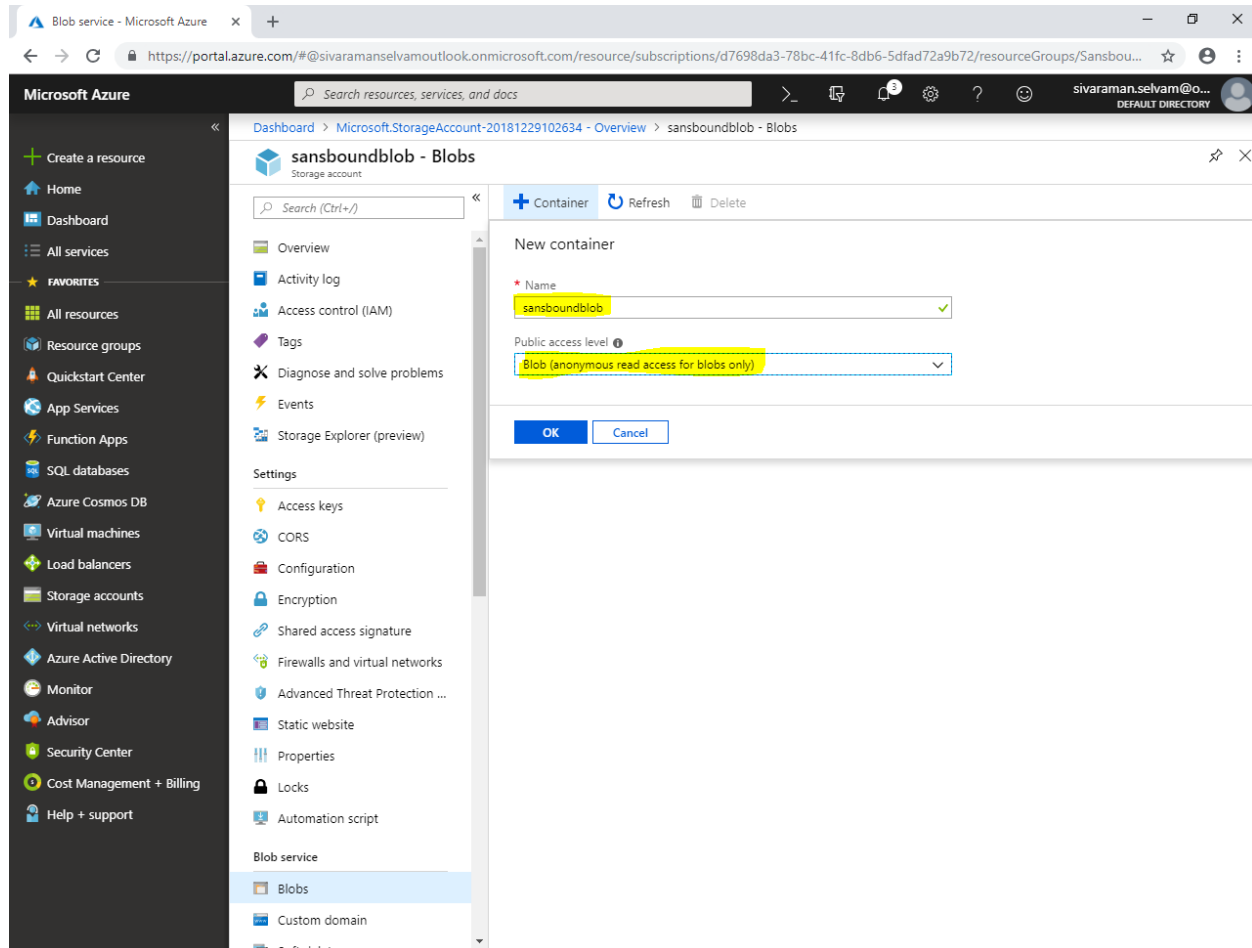 Blob service - Microsoft Azure
https://portal.azure.com/#@sivaramanselvamoutlook.onmicrosoft.com/resource/subscriptions/d7698da3-78bc-41fc-8db6-5dfad72a9b72/resourceGroups/Sansbou...
Microsoft Azure
Search resources, services, and docs
3
sivaraman.selvam@o...
DEFAULT DIRECTORY
Create a resource
Home
Dashboard
All services
FAVORITES
All resources
Resource groups
Quickstart Center
App Services
Function Apps
SQL databases
Azure Cosmos DB
Virtual machines
Load balancers
Storage accounts
Virtual networks
Azure Active Directory
Monitor
Advisor
Security Center
Cost Management + Billing
Help + support
Dashboard > Microsoft.StorageAccount-20181229102634 - Overview > sansboundblob - Blobs
sansboundblob - Blobs
Storage account
Search (Ctrl+/)
Overview
Activity log
Access control (IAM)
Tags
Diagnose and solve problems
Events
Storage Explorer (preview)
Settings
Access keys
CORS
Configuration
Encryption
Shared access signature
Firewalls and virtual networks
Advanced Threat Protection ...
Static website
Properties
Locks
Automation script
Blob service
Blobs
Custom domain
Container Refresh Delete
New container
* Name
sansboundblob
Public access level
Blob (anonymous read access for blobs only)
OK Cancel